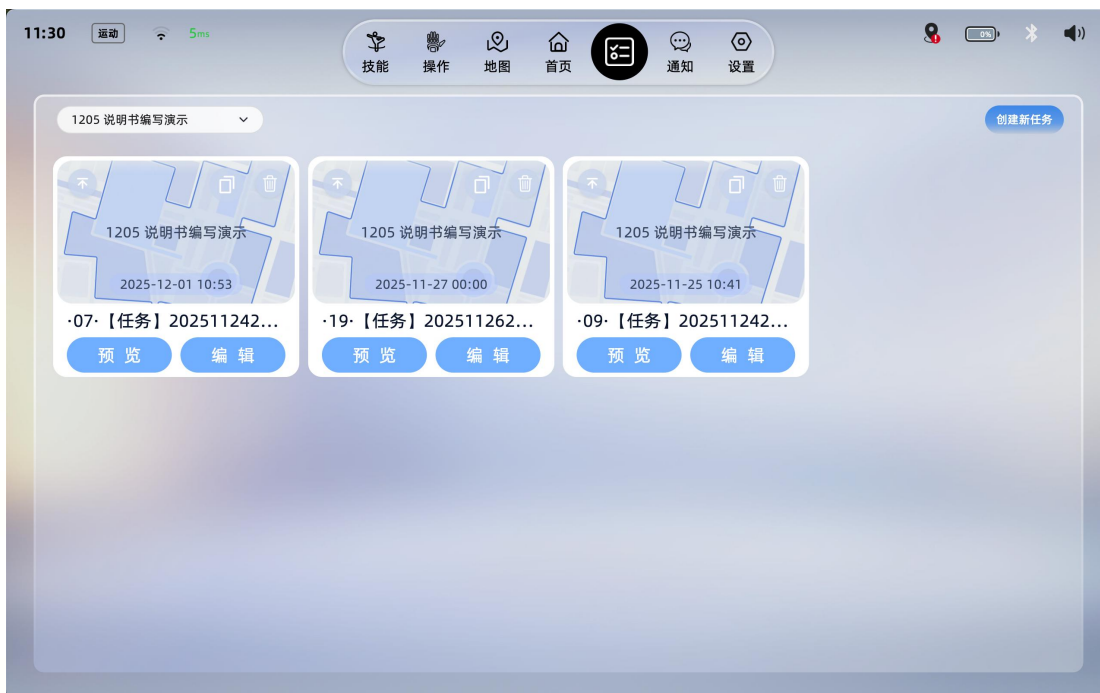 11:30 运动 5ms 0%
技能 操作 地图 首页 通知 设置
1205 说明书编写演示 创建新任务
1205 说明书编写演示 1205 说明书编写演示 1205 说明书编写演示
2025-12-01 10:53 2025-11-27 00:00 2025-11-25 10:41
·07·【任务】202511242... ·19·【任务】202511262... ·09·【任务】202511242...
预览 编辑 预览 编辑 预览 编辑